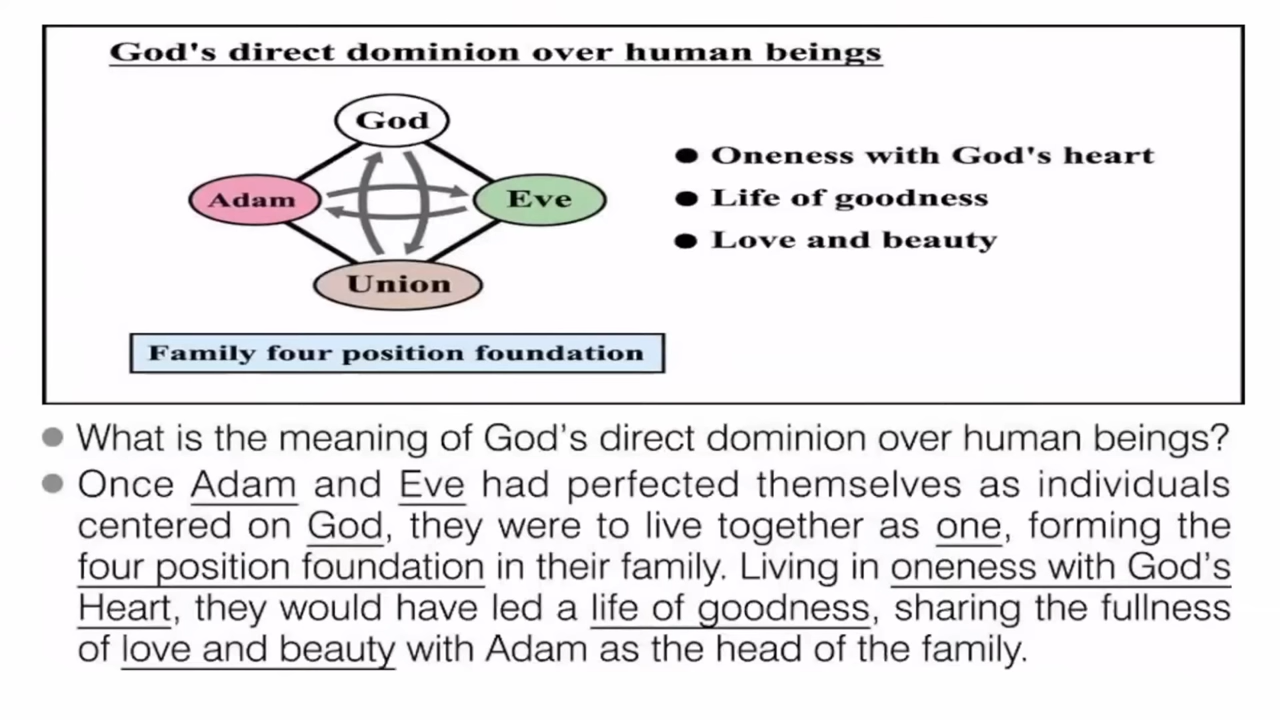 God's direct dominion over human beings
God
Adam
Eve
Union
● Oneness with God's heart
● Life of goodness
● Love and beauty
Family four position foundation
● What is the meaning of God’s direct dominion over human beings?
● Once Adam and Eve had perfected themselves as individuals
centered on God, they were to live together as one, forming the
four position foundation in their family. Living in oneness with God’s
Heart, they would have led a life of goodness, sharing the fullness
of love and beauty with Adam as the head of the family.